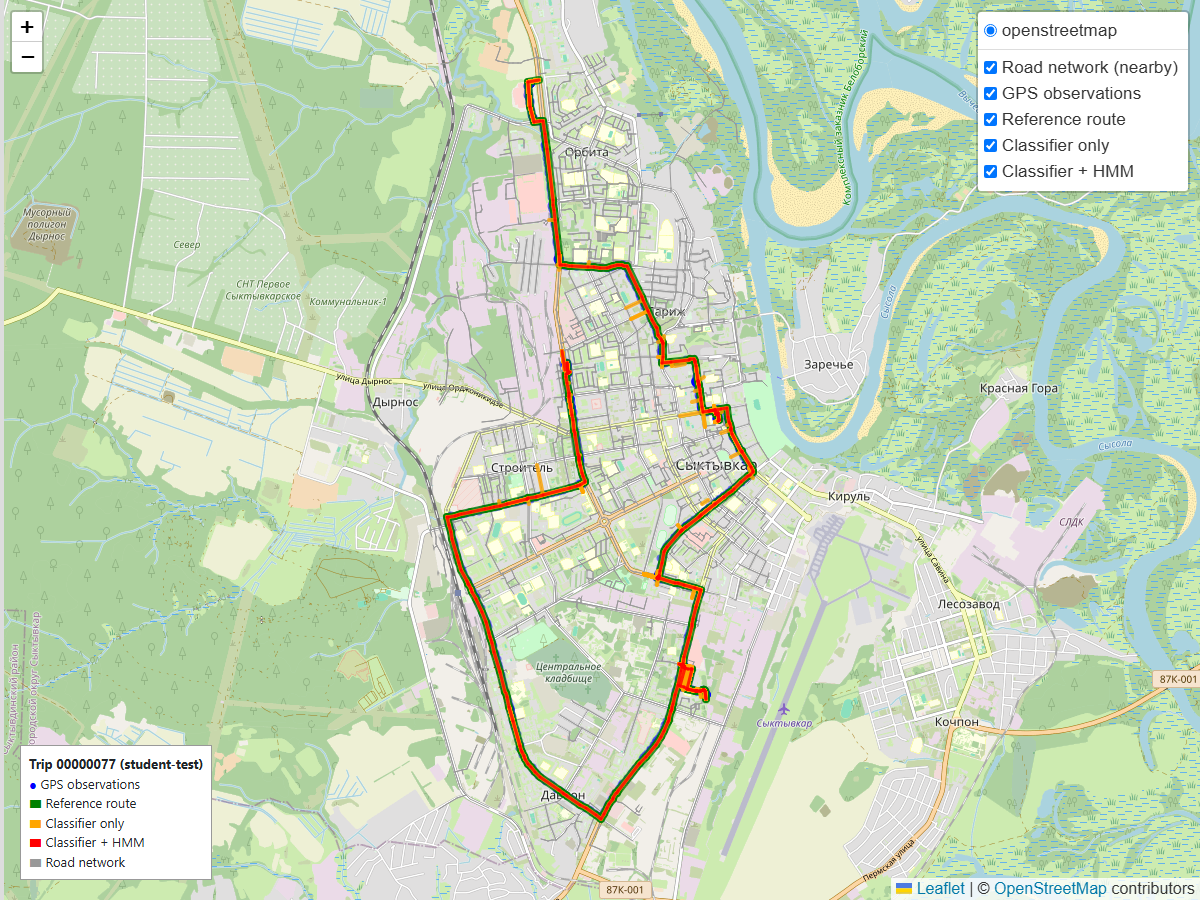 +
−
openstreetmap
Road network (nearby)
GPS observations
Reference route
Classifier only
Classifier + HMM
Комплексный заказник Белоборский
Орбита
Мусорный
полигон
Дырнос
Север
СНТ Первое
Сыктывкарское
Коммунальник-1
Сысола
Заречье
улица Дырнос
улица Орджоникидзе
Дырнос
Красная Гора
Сысола
Строитель
Сыктывкар
Кируль
СЛДК
улица Савина
Лесозавод
Центральное
кладбище
87К-001
Сыктывкар
Кочпон
Trip 00000077 (student-test)
GPS observations
Reference route
Classifier only
Classifier + HMM
Road network
87К-001
Пермская улица
Leaflet | © OpenStreetMap contributors